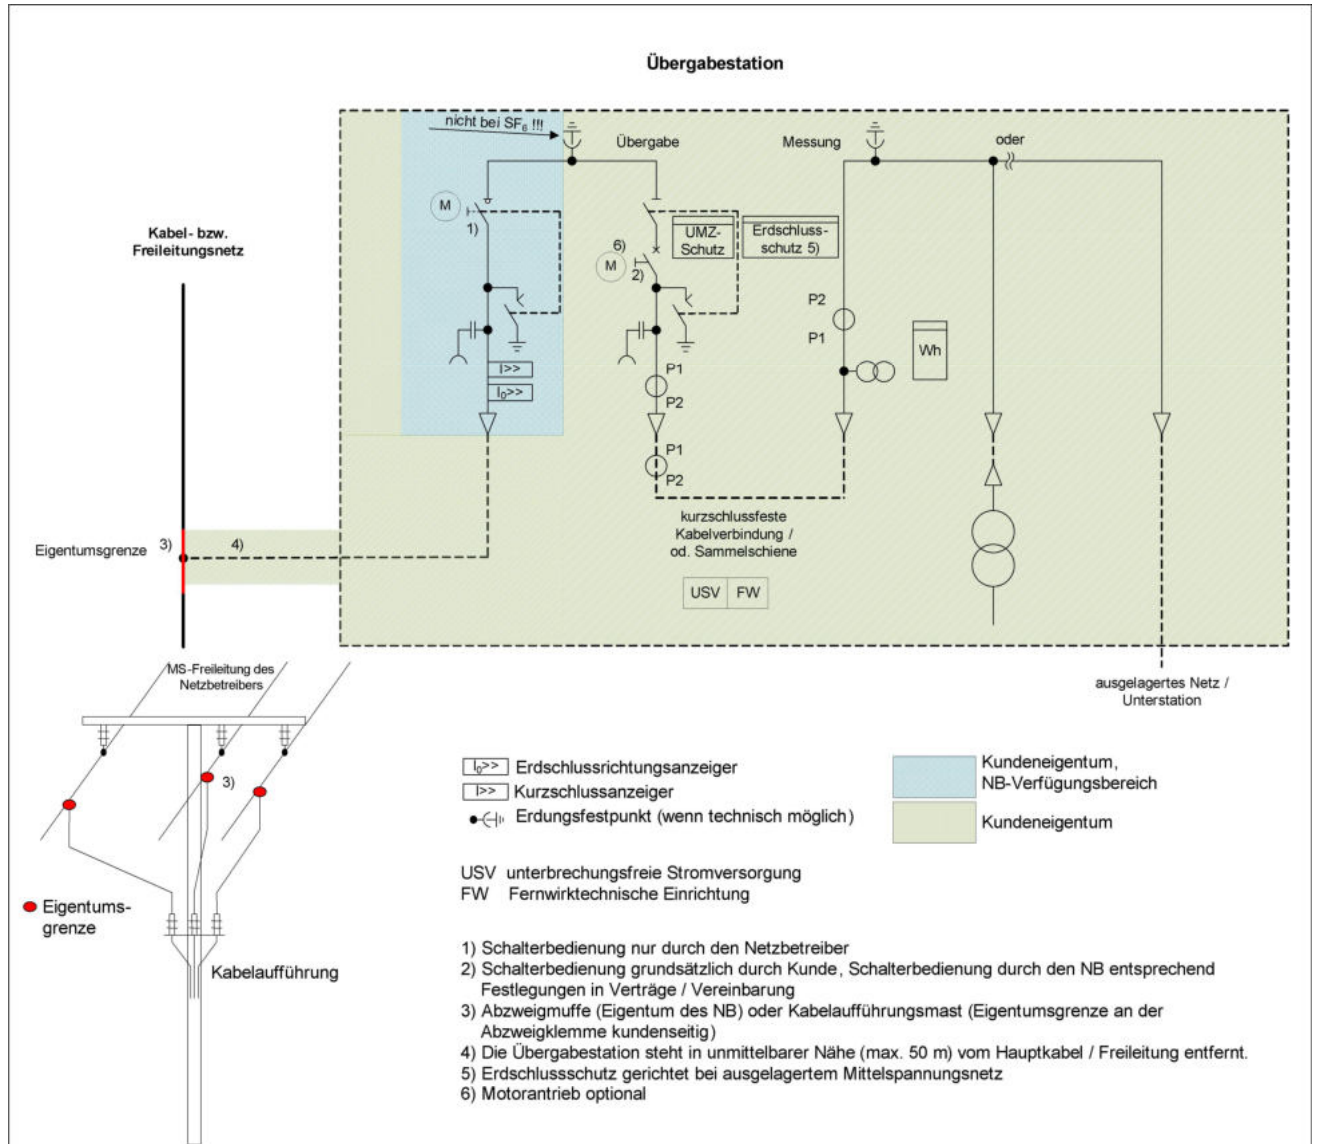 Übergabestation
nicht bei SF₆ !!!
Übergabe
Messung
oder
M
1)
Kabel- bzw.
Freileitungsnetz
UMZ-
Schutz
Erdschluss-
schutz 5)
6)
M
2)
P2
P1
Wh
I>>
I₀>>
P1
P2
P1
P2
kurzschlussfeste
Kabelverbindung /
od. Sammelschiene
Eigentumsgrenze
3)
4)
USV
FW
MS-Freileitung des
Netzbetreibers
ausgelagertes Netz /
Unterstation
3)
Eigentums-
grenze
Kabelaufführung
I₀>> Erdschlussrichtungsanzeiger
I>> Kurzschlussanzeiger
Erdungsfestpunkt (wenn technisch möglich)
Kundeneigentum,
NB-Verfügungsbereich
Kundeneigentum
USV unterbrechungsfreie Stromversorgung
FW Fernwirktechnische Einrichtung
1) Schalterbedienung nur durch den Netzbetreiber
2) Schalterbedienung grundsätzlich durch Kunde, Schalterbedienung durch den NB entsprechend
Festlegungen in Verträge / Vereinbarung
3) Abzweigmuffe (Eigentum des NB) oder Kabelaufführungsmast (Eigentumsgrenze an der
Abzweigklemme kundenseitig)
4) Die Übergabestation steht in unmittelbarer Nähe (max. 50 m) vom Hauptkabel / Freileitung entfernt.
5) Erdschlussschutz gerichtet bei ausgelagertem Mittelspannungsnetz
6) Motorantrieb optional